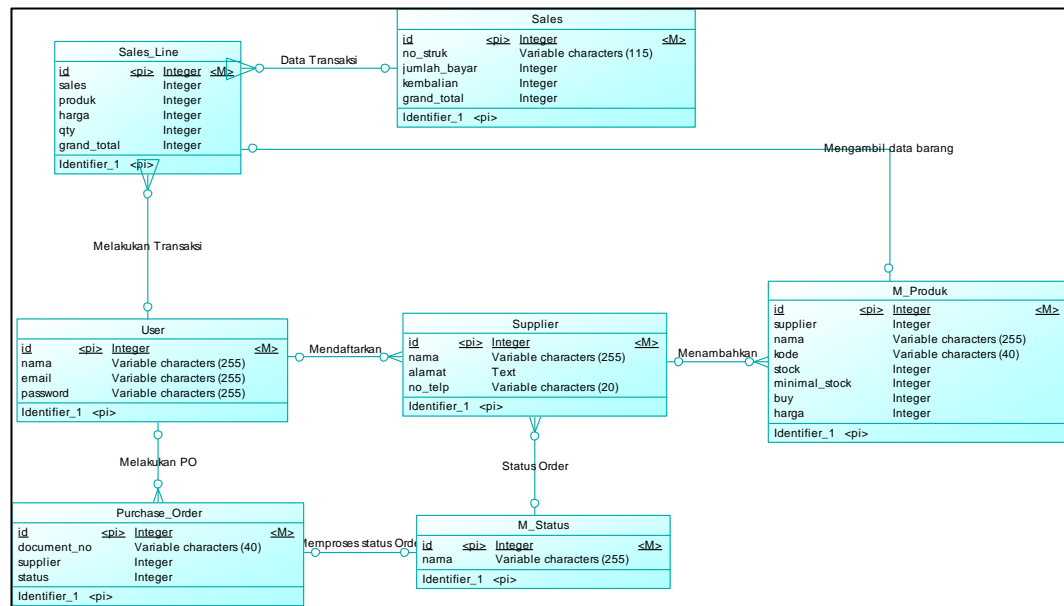 Sales
id <pi> Integer <M>
no_struk Variable characters (115)
jumlah_bayar Integer
kembalian Integer
grand_total Integer
Identifier_1 <pi>
Sales_Line
id <pi> Integer <M>
sales Integer
produk Integer
harga Integer
qty Integer
grand_total Integer
Identifier_1 <pi>
Data Transaksi
Mengambil data barang
Melakukan Transaksi
M_Produk
id <pi> Integer <M>
supplier Integer
nama Variable characters (255)
kode Variable characters (40)
stock Integer
minimal_stock Integer
buy Integer
harga Integer
Identifier_1 <pi>
User
id <pi> Integer <M>
nama Variable characters (255)
email Variable characters (255)
password Variable characters (255)
Identifier_1 <pi>
Mendaftarkan
Supplier
id <pi> Integer <M>
nama Variable characters (255)
alamat Text
no_telp Variable characters (20)
Identifier_1 <pi>
Menambahkan
Melakukan PO
Status Order
Purchase_Order
id <pi> Integer <M>
document_no Variable characters (40)
supplier Integer
status Integer
Identifier_1 <pi>
Memproses status Order
M_Status
id <pi> Integer <M>
nama Variable characters (255)
Identifier_1 <pi>